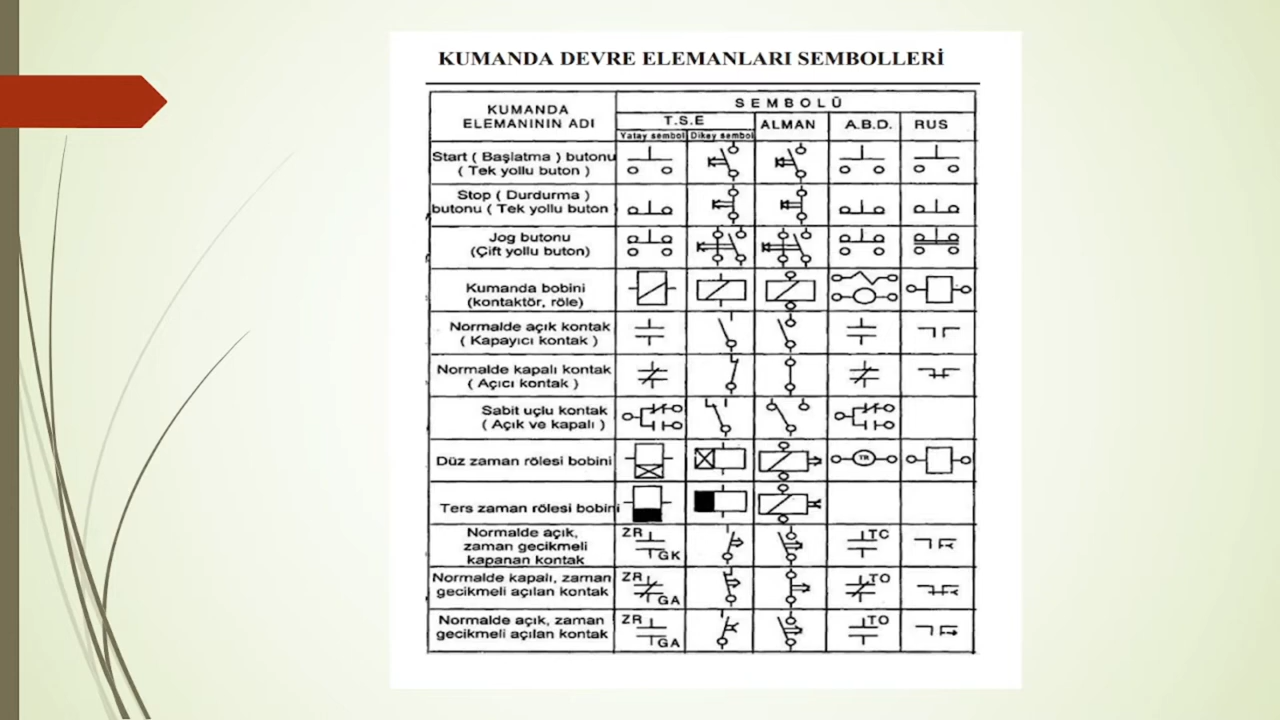 KUMANDA DEVRE ELEMANLARI SEMBOLLERİ
KUMANDA
ELEMANININ ADI
SEMBOLÜ
T.S.E
ALMAN
A.B.D.
RUS
Yatay sembol
Dikey sembol
Start ( Başlatma ) butonu
( Tek yollu buton )
Stop ( Durdurma )
butonu ( Tek yollu buton )
Jog butonu
(Çift yollu buton)
Kumanda bobini
(kontaktör, röle)
Normalde açık kontak
( Kapayıcı kontak )
Normalde kapalı kontak
( Açıcı kontak )
Sabit uçlu kontak
( Açık ve kapalı )
Düz zaman rölesi bobini
TR
Ters zaman rölesi bobini
Normalde açık,
zaman gecikmeli
kapanan kontak
ZR
GK
TC
Normalde kapalı, zaman
gecikmeli açılan kontak
ZR
GA
TO
Normalde açık, zaman
gecikmeli açılan kontak
ZR
GA
TO